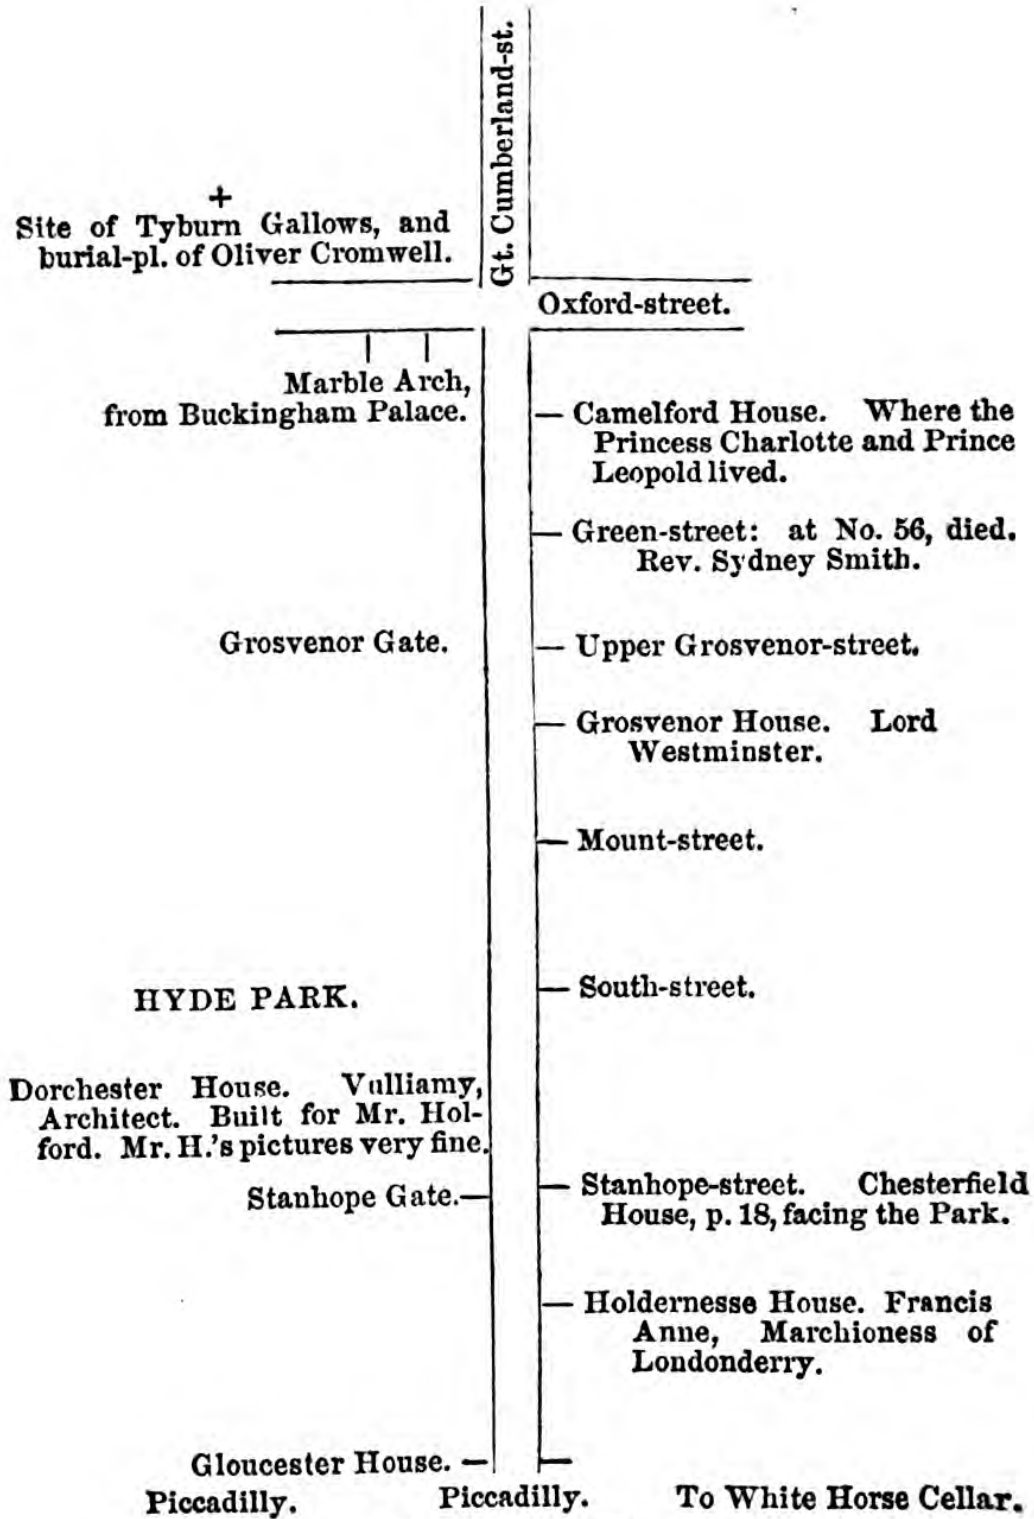 Gt. Cumberland-st.
+
Site of Tyburn Gallows, and
burial-pl. of Oliver Cromwell.
Oxford-street.
Marble Arch,
from Buckingham Palace.
Camelford House. Where the
Princess Charlotte and Prince
Leopold lived.
Green-street: at No. 56, died.
Rev. Sydney Smith.
Grosvenor Gate.
Upper Grosvenor-street.
Grosvenor House. Lord
Westminster.
Mount-street.
South-street.
HYDE PARK.
Dorchester House. Vulliamy,
Architect. Built for Mr. Hol-
ford. Mr. H.'s pictures very fine.
Stanhope Gate.
Stanhope-street. Chesterfield
House, p. 18, facing the Park.
Holdernesse House. Francis
Anne, Marchioness of
Londonderry.
Gloucester House.
Piccadilly. Piccadilly. To White Horse Cellar.